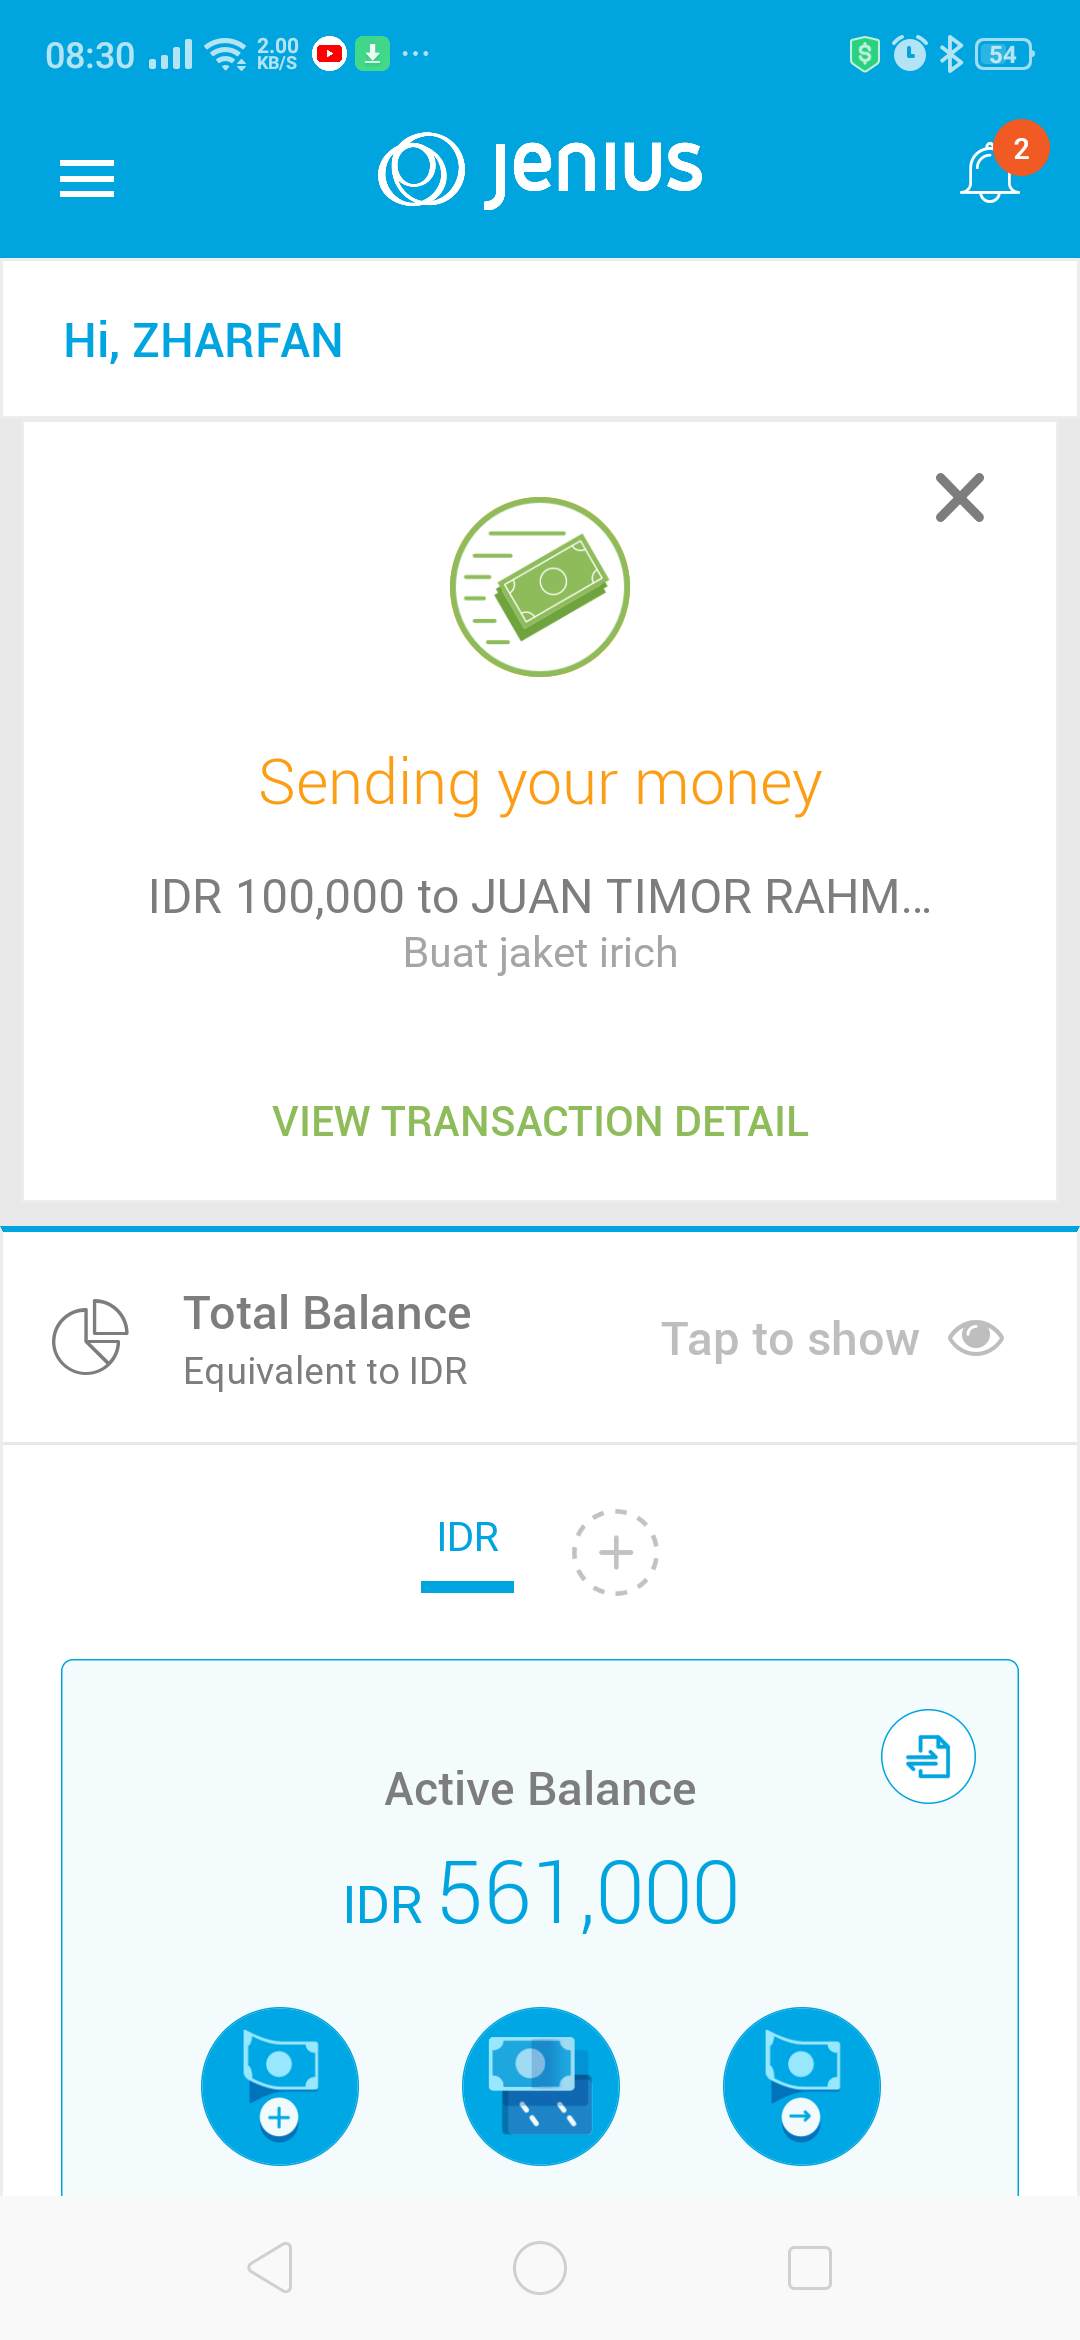 08:30 2.00 KB/S 54
jenius
2
Hi, ZHARFAN
Sending your money
IDR 100,000 to JUAN TIMOR RAHM...
Buat jaket irich
VIEW TRANSACTION DETAIL
Total Balance
Equivalent to IDR
Tap to show
IDR
Active Balance
IDR 561,000